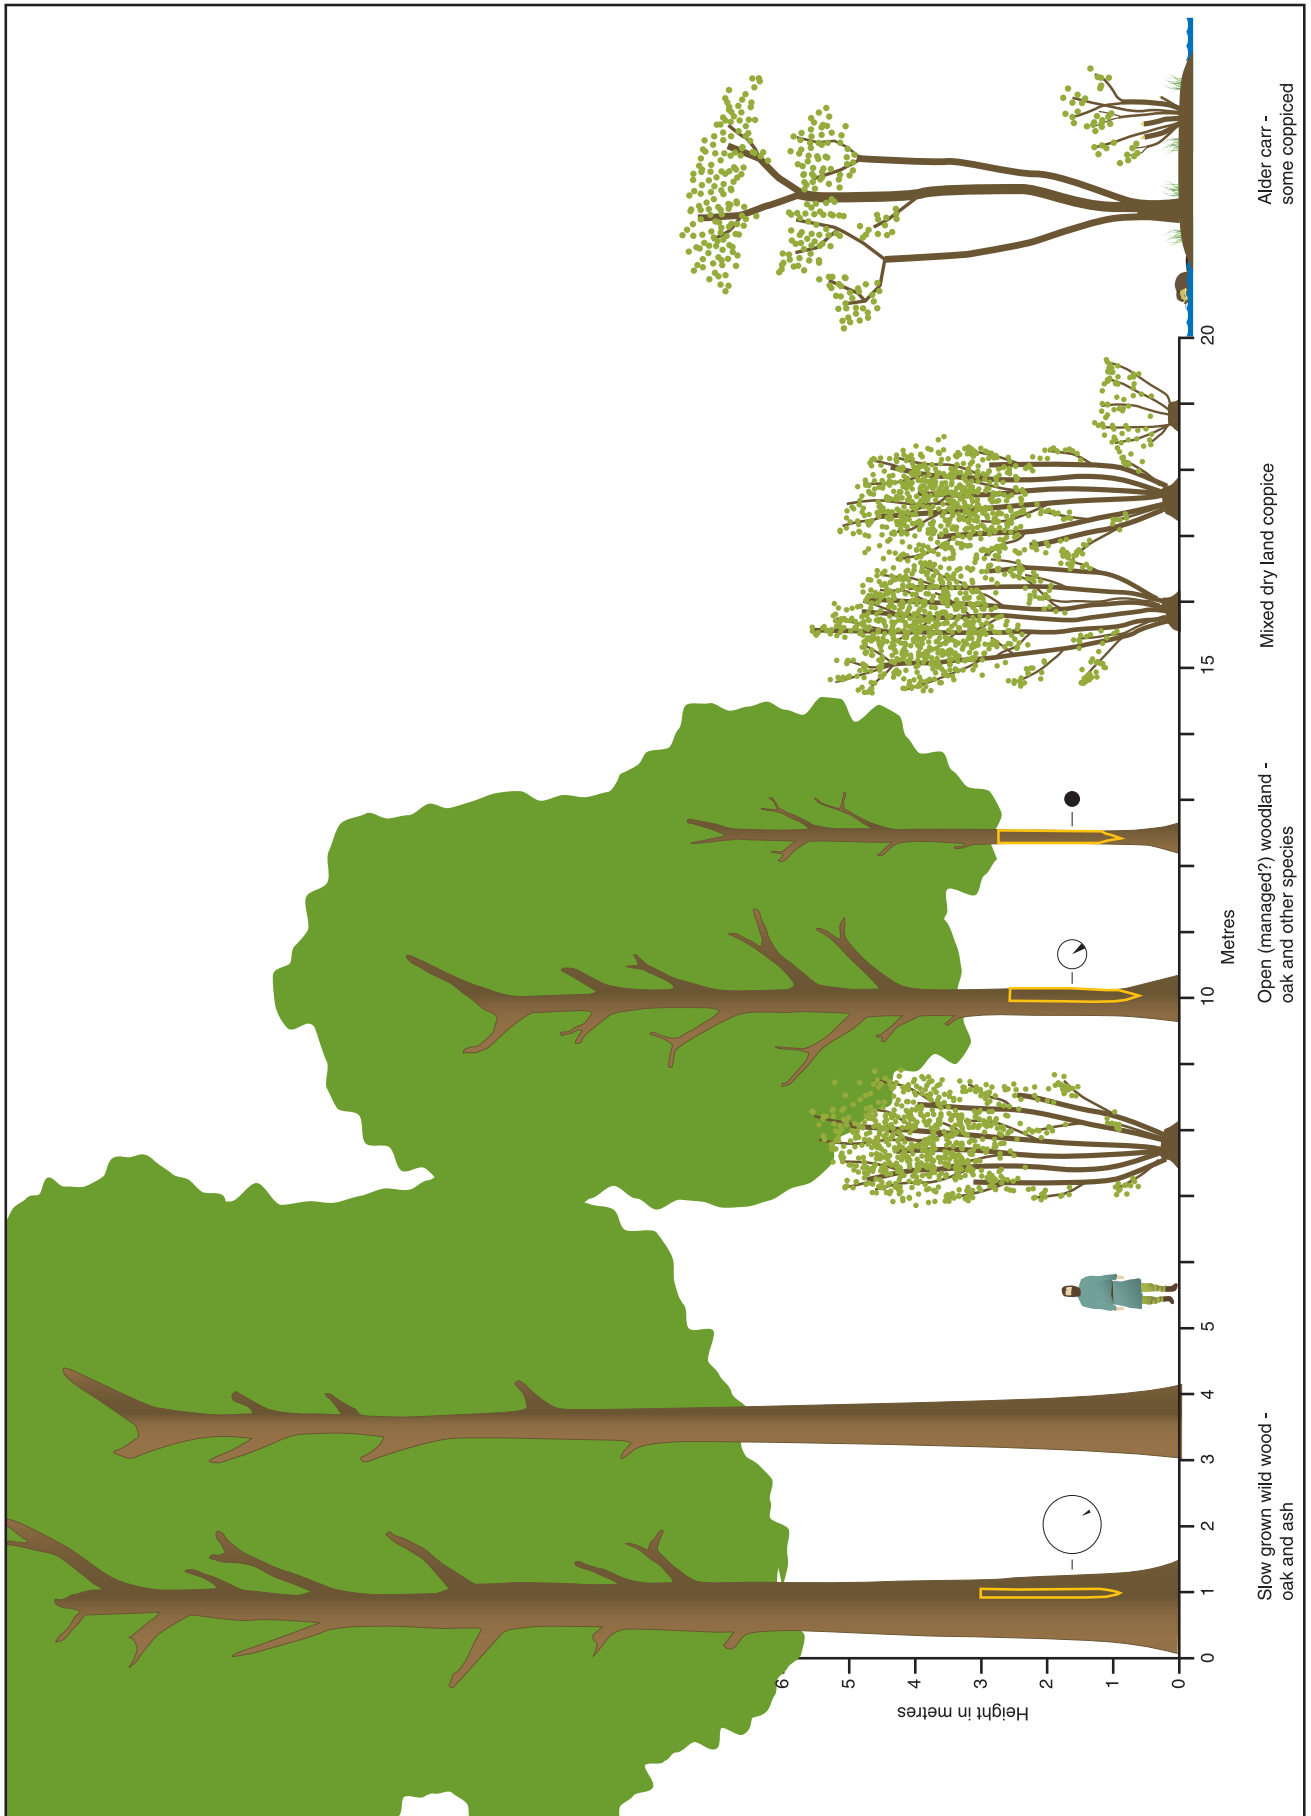 6
5
4
3
2
1
0
Height in metres
0
1
2
3
4
5
10
15
20
Metres
Slow grown wild wood -
oak and ash
Open (managed?) woodland -
oak and other species
Mixed dry land coppice
Alder carr -
some coppiced